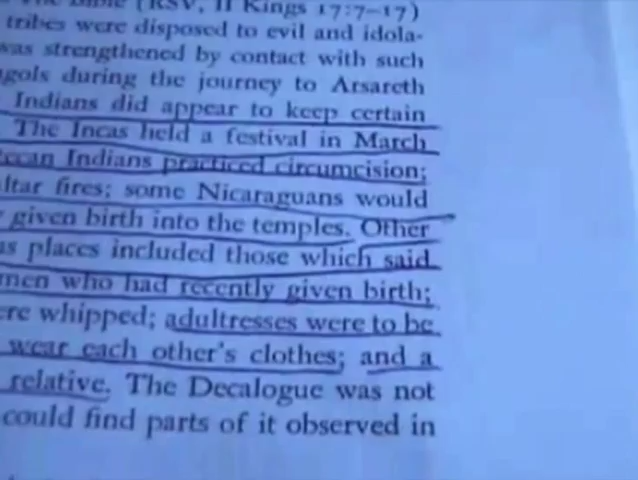 The Bible (RSV, II Kings 17:7–17)
tribes were disposed to evil and idola-
was strengthened by contact with such
gols during the journey to Arsareth
Indians did appear to keep certain
The Incas held a festival in March
tecan Indians practiced circumcision;
ltar fires; some Nicaraguans would
given birth into the temples. Other
us places included those which said
men who had recently given birth;
ere whipped; adultresses were to be
wear each other's clothes; and a
relative. The Decalogue was not
could find parts of it observed in